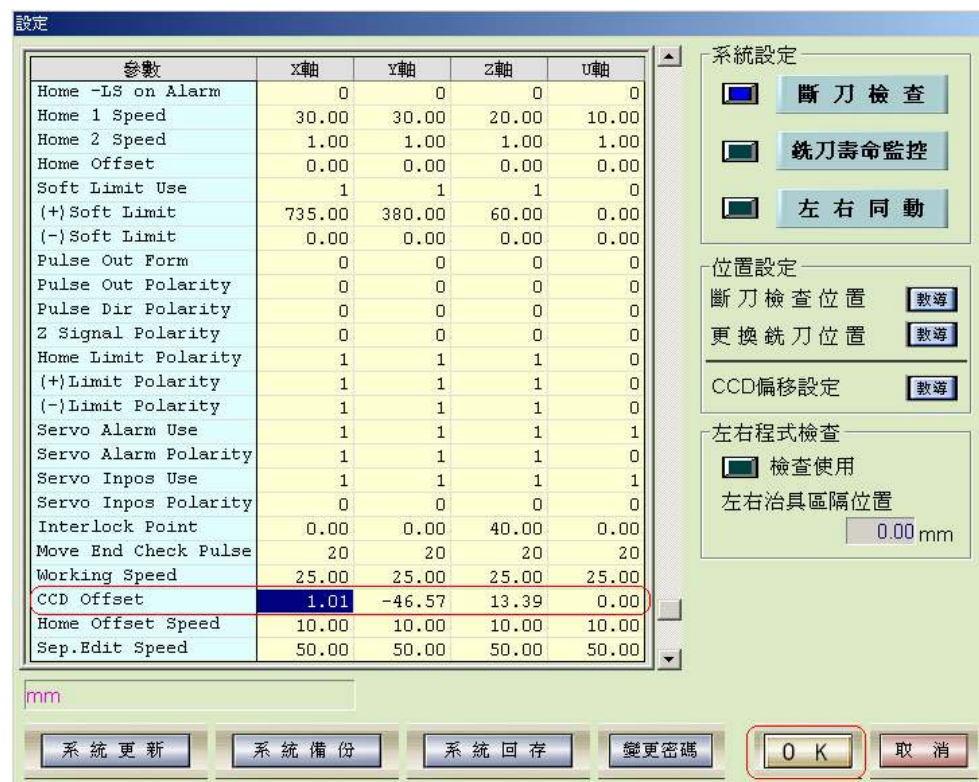 設定
參數 X軸 Y軸 Z軸 U軸
Home -LS on Alarm 0 0 0 0
Home 1 Speed 30.00 30.00 20.00 10.00
Home 2 Speed 1.00 1.00 1.00 1.00
Home Offset 0.00 0.00 0.00 0.00
Soft Limit Use 1 1 1 0
(+)Soft Limit 735.00 380.00 60.00 0.00
(-)Soft Limit 0.00 0.00 0.00 0.00
Pulse Out Form 0 0 0 0
Pulse Out Polarity 0 0 0 0
Pulse Dir Polarity 0 0 0 0
Z Signal Polarity 0 0 0 0
Home Limit Polarity 1 1 1 0
(+)Limit Polarity 1 1 1 0
(-)Limit Polarity 1 1 1 0
Servo Alarm Use 1 1 1 1
Servo Alarm Polarity 1 1 1 0
Servo Inpos Use 1 1 1 1
Servo Inpos Polarity 0 0 0 0
Interlock Point 0.00 0.00 40.00 0.00
Move End Check Pulse 20 20 20 20
Working Speed 25.00 25.00 25.00 25.00
CCD Offset 1.01 -46.57 13.39 0.00
Home Offset Speed 10.00 10.00 10.00 10.00
Sep.Edit Speed 50.00 50.00 50.00 50.00
mm
系統設定
斷刀檢查
銑刀壽命監控
左右同動
位置設定
斷刀檢查位置 教導
更換銑刀位置 教導
CCD偏移設定 教導
左右程式檢查
檢查使用
左右治具區隔位置
0.00 mm
系統更新 系統備份 系統回存 變更密碼 OK 取消